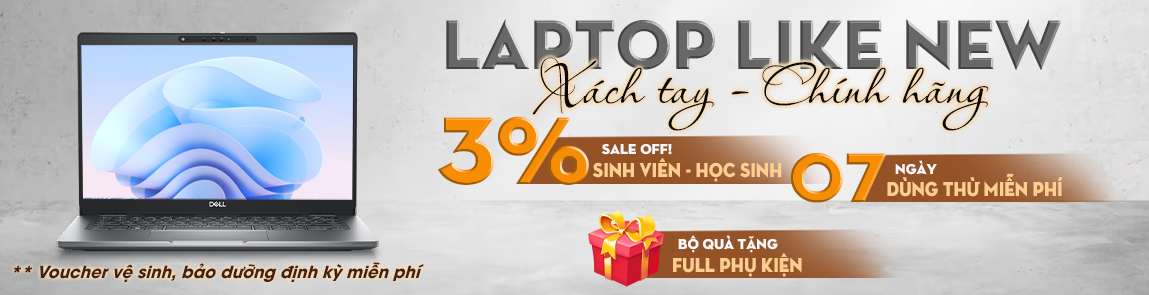 LAPTOP LIKE NEW
Xách tay - Chính hãng
3% SALE OFF!
SINH VIÊN - HỌC SINH
07 NGÀY
DÙNG THỬ MIỄN PHÍ
BỘ QUÀ TẶNG
FULL PHỤ KIỆN
DELL
** Voucher vệ sinh, bảo dưỡng định kỳ miễn phí